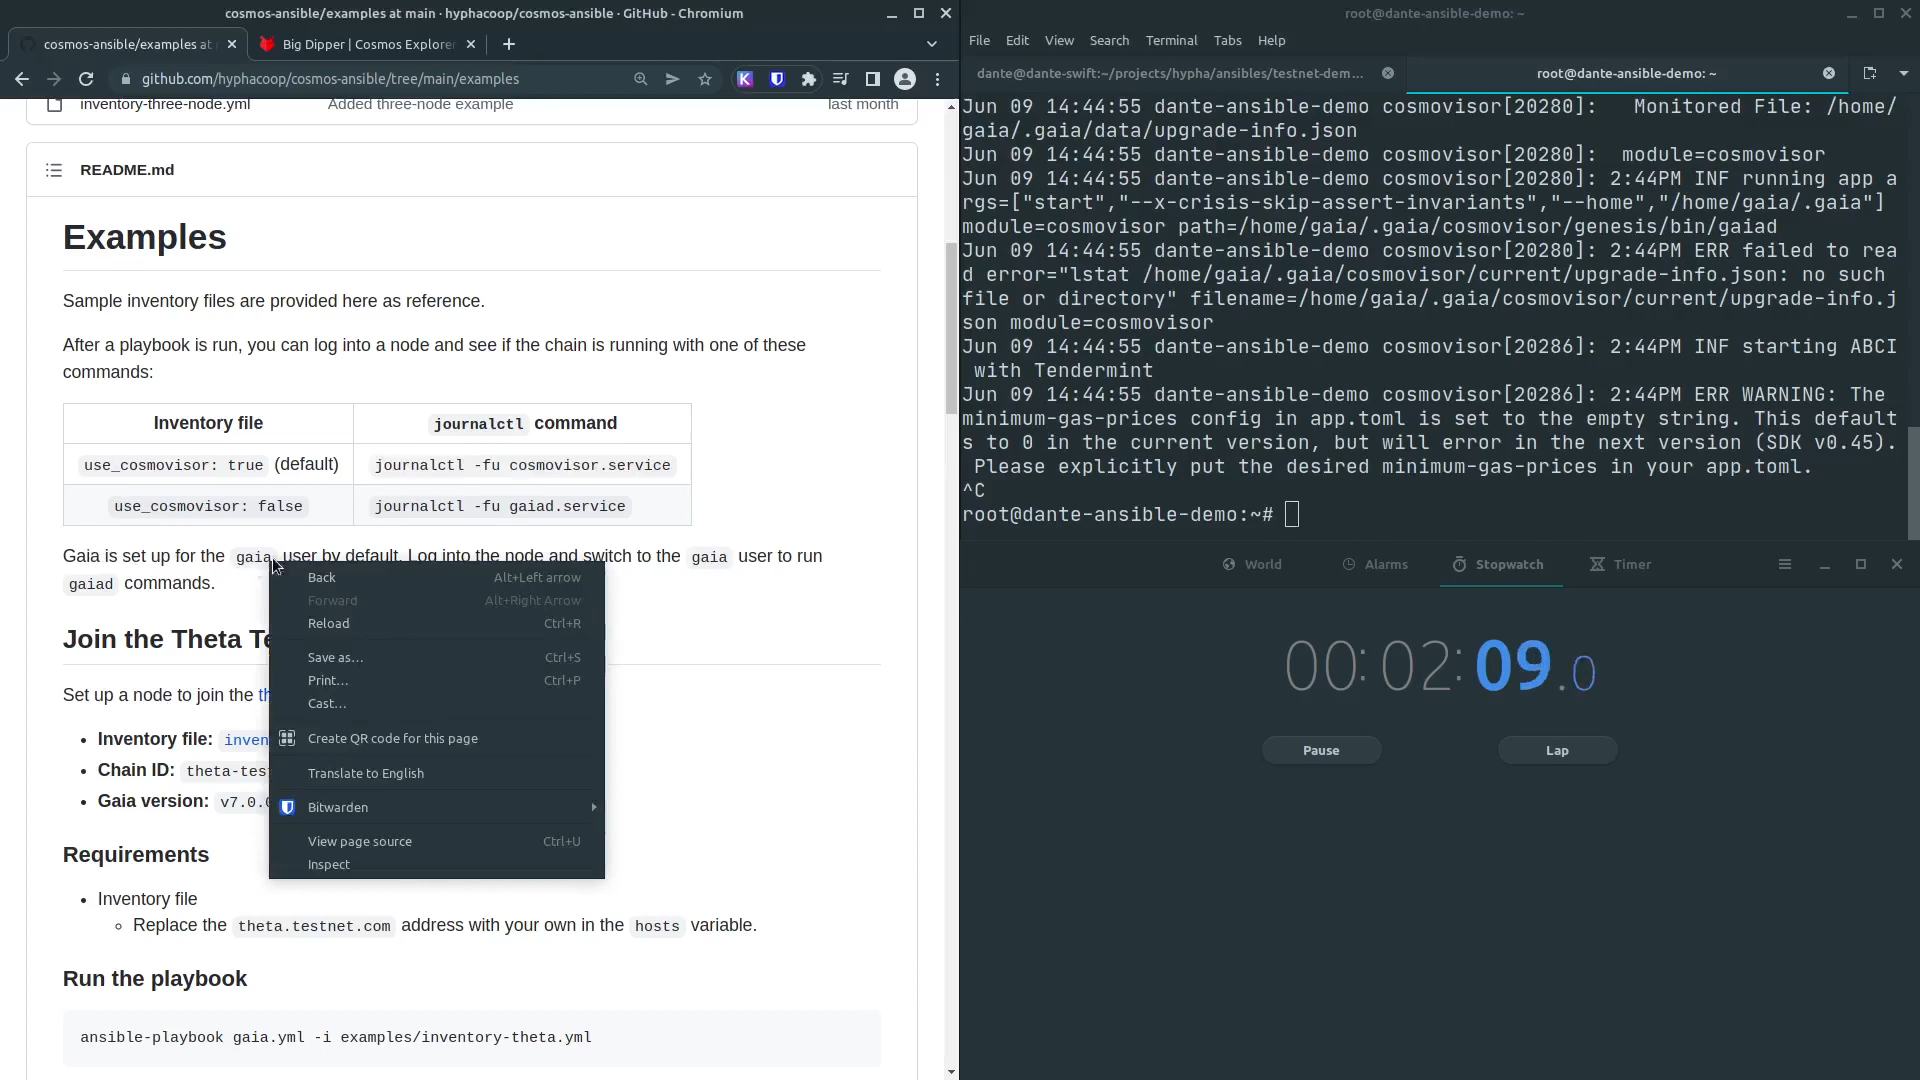 cosmos-ansible/examples at main · hyphacoop/cosmos-ansible · GitHub - Chromium
cosmos-ansible/examples at
Big Dipper | Cosmos Explorer
github.com/hyphacoop/cosmos-ansible/tree/main/examples
inventory-three-node.yml Added three-node example last month
README.md
Examples
Sample inventory files are provided here as reference.
After a playbook is run, you can log into a node and see if the chain is running with one of these
commands:
Inventory file journalctl command
use_cosmovisor: true (default) journalctl -fu cosmovisor.service
use_cosmovisor: false journalctl -fu gaiad.service
Gaia is set up for the gaia user by default. Log into the node and switch to the gaia user to run
gaiad commands.
Join the Theta Te
Set up a node to join the th
Inventory file: inven
Chain ID: theta-test
Gaia version: v7.0.0
Requirements
Inventory file
Replace the theta.testnet.com address with your own in the hosts variable.
Run the playbook
ansible-playbook gaia.yml -i examples/inventory-theta.yml
Back Alt+Left arrow
Forward Alt+Right Arrow
Reload Ctrl+R
Save as... Ctrl+S
Print... Ctrl+P
Cast...
Create QR code for this page
Translate to English
Bitwarden
View page source Ctrl+U
Inspect
root@dante-ansible-demo: ~
File Edit View Search Terminal Tabs Help
dante@dante-swift:~/projects/hypha/ansibles/testnet-dem...
root@dante-ansible-demo: ~
Jun 09 14:44:55 dante-ansible-demo cosmovisor[20280]:   Monitored File: /home/
gaia/.gaia/data/upgrade-info.json
Jun 09 14:44:55 dante-ansible-demo cosmovisor[20280]:  module=cosmovisor
Jun 09 14:44:55 dante-ansible-demo cosmovisor[20280]: 2:44PM INF running app a
rgs=["start","--x-crisis-skip-assert-invariants","--home","/home/gaia/.gaia"]
module=cosmovisor path=/home/gaia/.gaia/cosmovisor/genesis/bin/gaiad
Jun 09 14:44:55 dante-ansible-demo cosmovisor[20280]: 2:44PM ERR failed to rea
d error="lstat /home/gaia/.gaia/cosmovisor/current/upgrade-info.json: no such
file or directory" filename=/home/gaia/.gaia/cosmovisor/current/upgrade-info.j
son module=cosmovisor
Jun 09 14:44:55 dante-ansible-demo cosmovisor[20286]: 2:44PM INF starting ABCI
 with Tendermint
Jun 09 14:44:55 dante-ansible-demo cosmovisor[20286]: 2:44PM ERR WARNING: The
minimum-gas-prices config in app.toml is set to the empty string. This default
s to 0 in the current version, but will error in the next version (SDK v0.45).
 Please explicitly put the desired minimum-gas-prices in your app.toml.
^C
root@dante-ansible-demo:~#
World Alarms Stopwatch Timer
00:02:09.0
Pause Lap